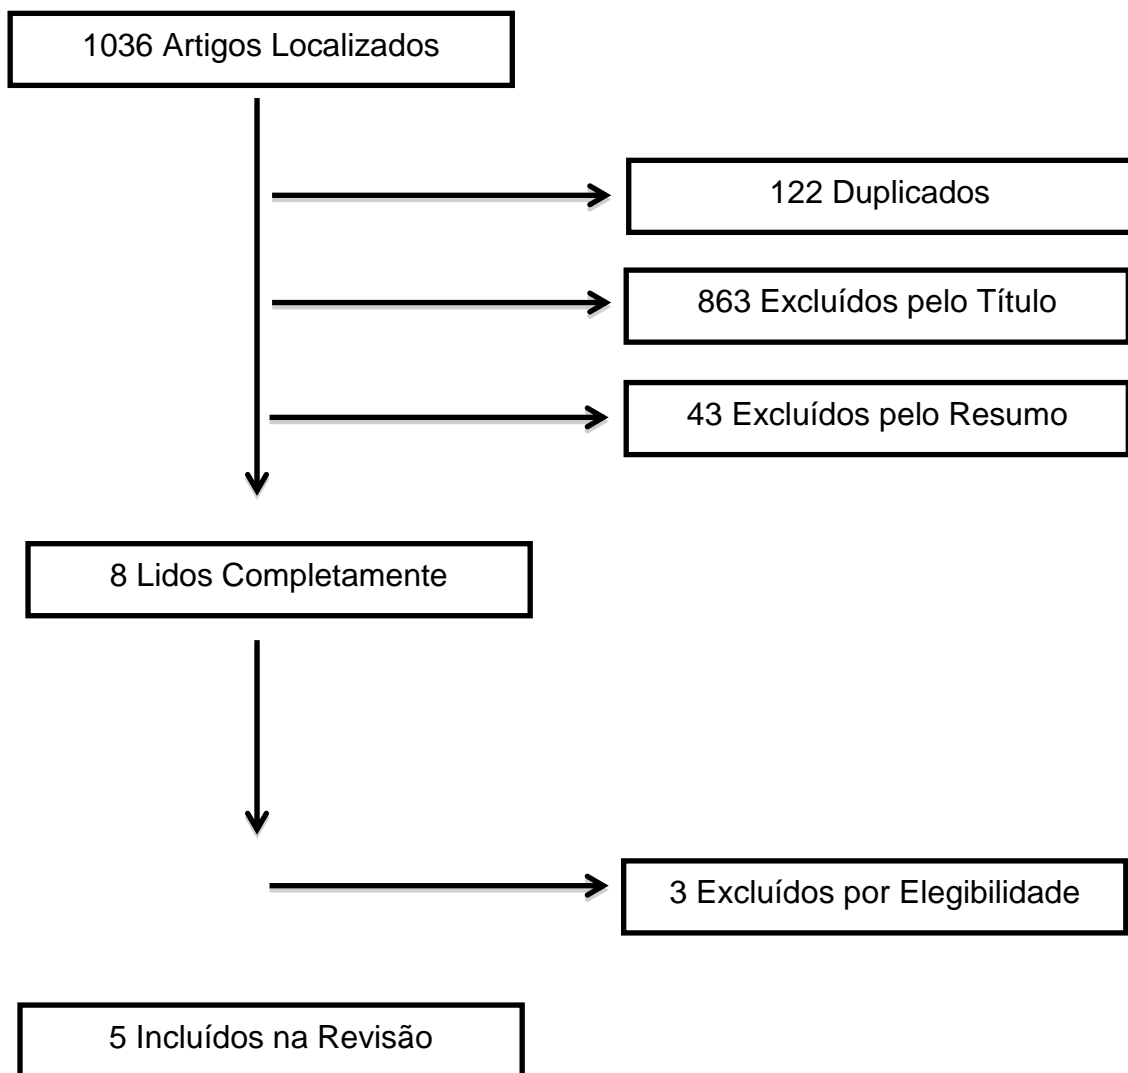 1036 Artigos Localizados
122 Duplicados
863 Excluídos pelo Título
43 Excluídos pelo Resumo
8 Lidos Completamente
3 Excluídos por Elegibilidade
5 Incluídos na Revisão